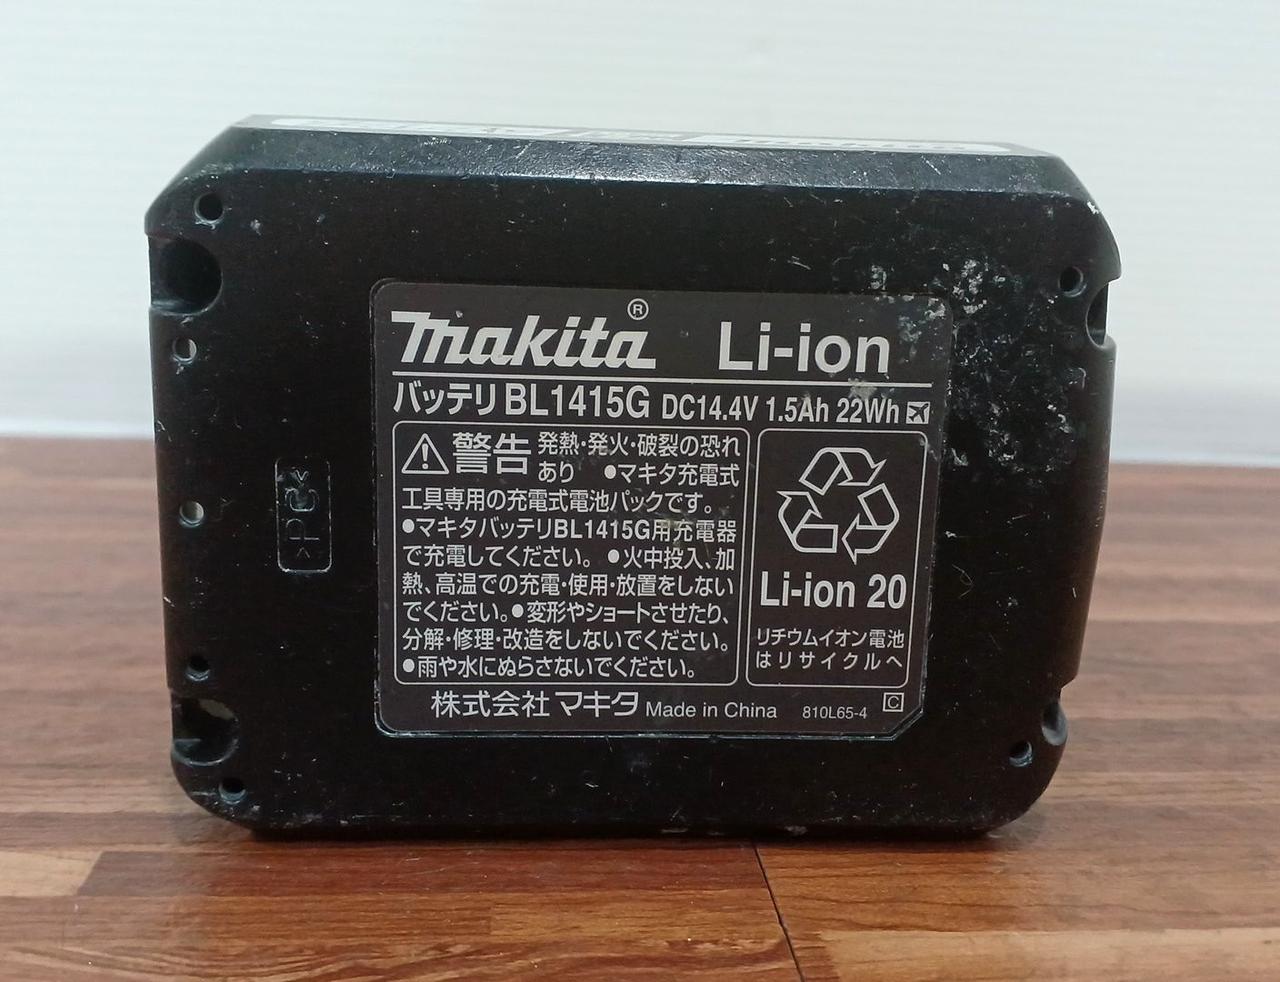 makita® Li-ion
バッテリBL1415G DC14.4V 1.5Ah 22Wh
警告 発熱・発火・破裂の恐れ
あり ●マキタ充電式
工具専用の充電式電池パックです。
●マキタバッテリBL1415G用充電器
で充電してください。 ●火中投入、加
熱、高温での充電・使用・放置をしない
でください。●変形やショートさせたり、
分解・修理・改造をしないでください。
●雨や水にぬらさないでください。
Li-ion 20
リチウムイオン電池
はリサイクルへ
株式会社 マキタ Made in China 810L65-4 C
>PC<